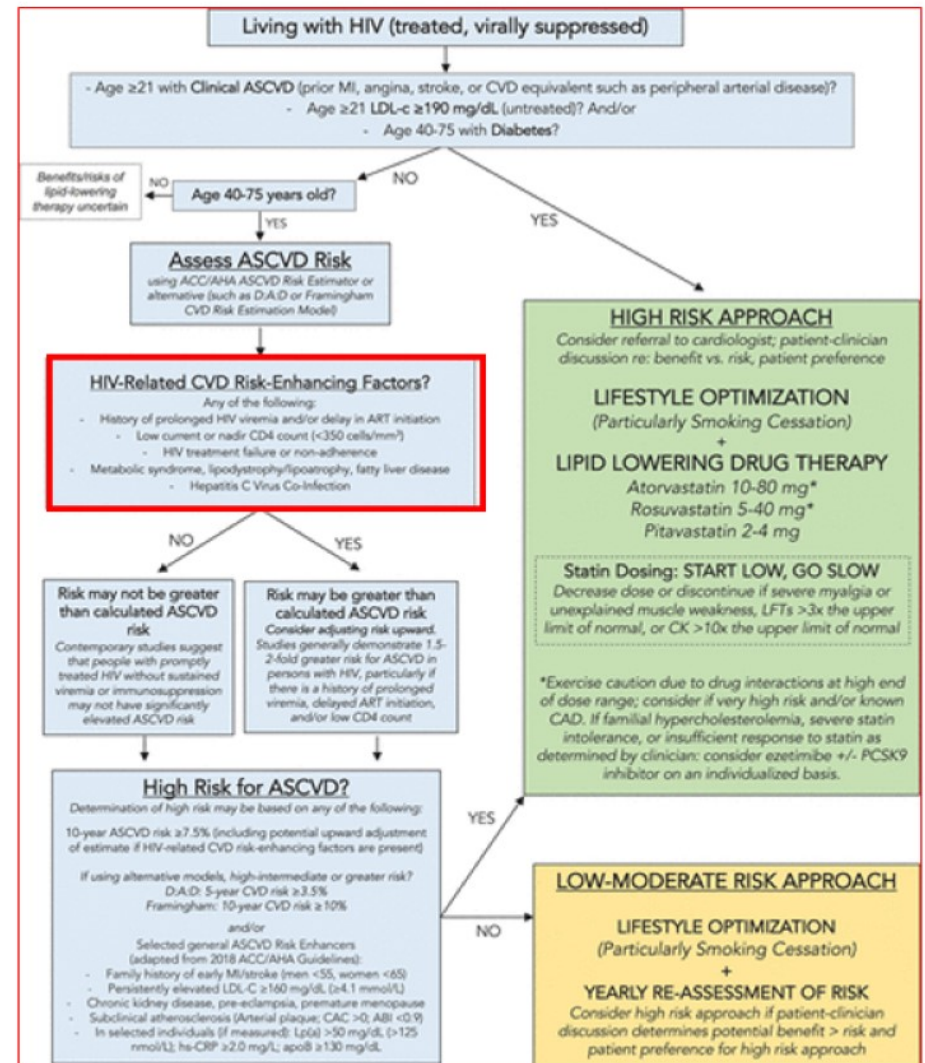 Living with HIV (treated, virally suppressed)
- Age ≥21 with Clinical ASCVD (prior MI, angina, stroke, or CVD equivalent such as peripheral arterial disease)?
- Age ≥21 LDL-c ≥190 mg/dL (untreated)? And/or
- Age 40-75 with Diabetes?
NO
YES
Benefits/risks of
lipid-lowering
therapy uncertain
NO
Age 40-75 years old?
YES
Assess ASCVD Risk
using ACC/AHA ASCVD Risk Estimator or
alternative (such as D:A:D or Framingham
CVD Risk Estimation Model)
HIV-Related CVD Risk-Enhancing Factors?
Any of the following:
- History of prolonged HIV viremia and/or delay in ART initiation
- Low current or nadir CD4 count (<350 cells/mm³)
- HIV treatment failure or non-adherence
- Metabolic syndrome, lipodystrophy/lipoatrophy, fatty liver disease
- Hepatitis C Virus Co-Infection
NO
YES
Risk may not be greater
than calculated ASCVD
risk
Contemporary studies suggest
that people with promptly
treated HIV without sustained
viremia or immunosuppression
may not have significantly
elevated ASCVD risk
Risk may be greater than
calculated ASCVD risk
Consider adjusting risk upward.
Studies generally demonstrate 1.5-
2-fold greater risk for ASCVD in
persons with HIV, particularly if
there is a history of prolonged
viremia, delayed ART initiation,
and/or low CD4 count
High Risk for ASCVD?
Determination of high risk may be based on any of the following:
10-year ASCVD risk ≥7.5% (including potential upward adjustment
of estimate if HIV-related CVD risk-enhancing factors are present)
If using alternative models, high-intermediate or greater risk?
D:A:D: 5-year CVD risk ≥3.5%
Framingham: 10-year CVD risk ≥10%
and/or
Selected general ASCVD Risk Enhancers
(adapted from 2018 ACC/AHA Guidelines):
- Family history of early MI/stroke (men <55, women <65)
- Persistently elevated LDL-C ≥160 mg/dL (≥4.1 mmol/L)
- Chronic kidney disease, pre-eclampsia, premature menopause
- Subclinical atherosclerosis (Arterial plaque; CAC >0; ABI <0.9)
- In selected individuals (if measured): Lp(a) >50 mg/dL (>125
nmol/L); hs-CRP ≥2.0 mg/L; apoB ≥130 mg/dL
YES
NO
HIGH RISK APPROACH
Consider referral to cardiologist; patient-clinician
discussion re: benefit vs. risk, patient preference
LIFESTYLE OPTIMIZATION
(Particularly Smoking Cessation)
+
LIPID LOWERING DRUG THERAPY
Atorvastatin 10-80 mg*
Rosuvastatin 5-40 mg*
Pitavastatin 2-4 mg
Statin Dosing: START LOW, GO SLOW
Decrease dose or discontinue if severe myalgia or
unexplained muscle weakness, LFTs >3x the upper
limit of normal, or CK >10x the upper limit of normal
*Exercise caution due to drug interactions at high end
of dose range; consider if very high risk and/or known
CAD. If familial hypercholesterolemia, severe statin
intolerance, or insufficient response to statin as
determined by clinician: consider ezetimibe +/- PCSK9
inhibitor on an individualized basis.
LOW-MODERATE RISK APPROACH
LIFESTYLE OPTIMIZATION
(Particularly Smoking Cessation)
+
YEARLY RE-ASSESSMENT OF RISK
Consider high risk approach if patient-clinician
discussion determines potential benefit > risk and
patient preference for high risk approach